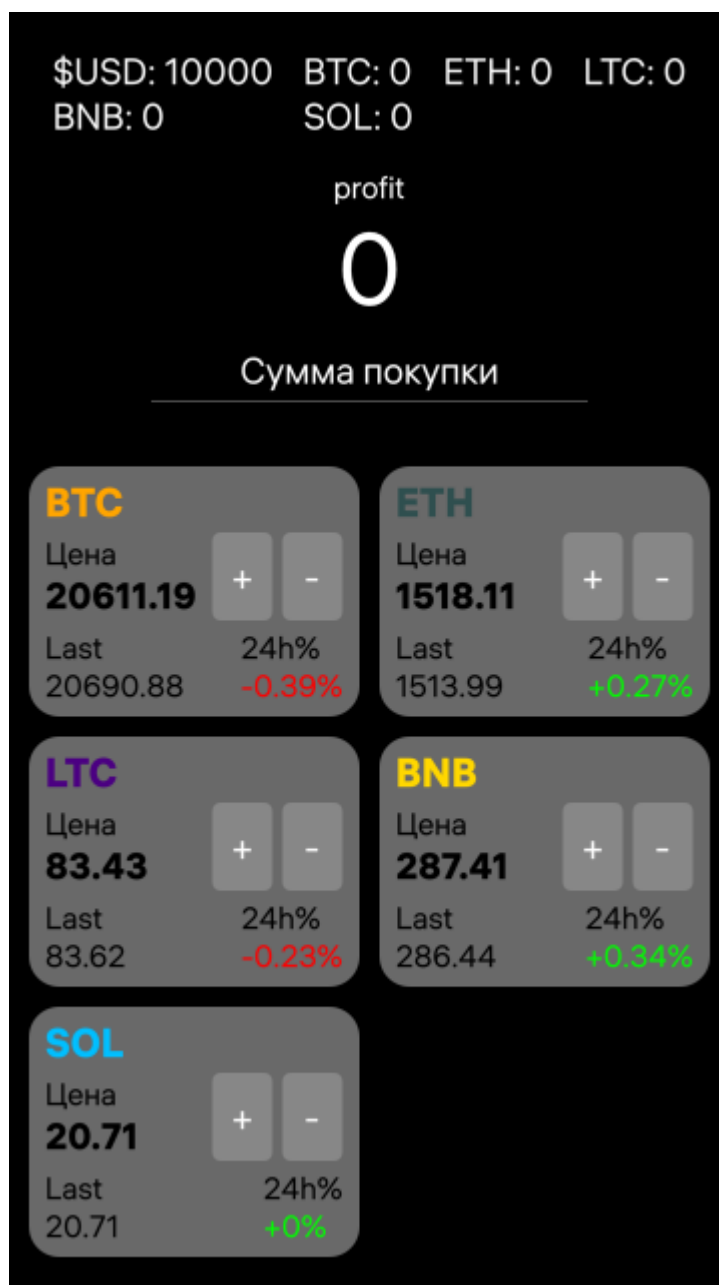 $USD: 10000 BTC: 0 ETH: 0 LTC: 0
BNB: 0 SOL: 0
profit
0
Сумма покупки
BTC
Цена
20611.19 + -
Last 24h%
20690.88 -0.39%
ETH
Цена
1518.11 + -
Last 24h%
1513.99 +0.27%
LTC
Цена
83.43 + -
Last 24h%
83.62 -0.23%
BNB
Цена
287.41 + -
Last 24h%
286.44 +0.34%
SOL
Цена
20.71 + -
Last 24h%
20.71 +0%